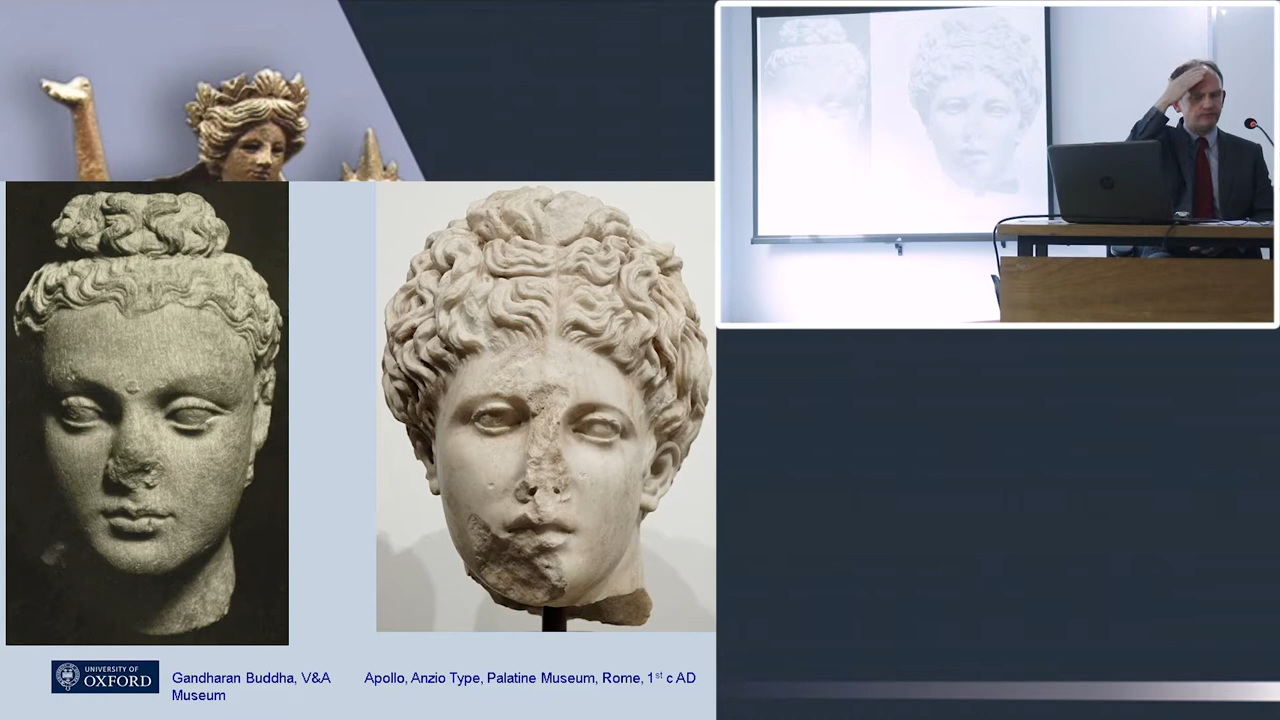 UNIVERSITY OF
OXFORD
Gandharan Buddha, V&A
Museum
Apollo, Anzio Type, Palatine Museum, Rome, 1st c AD